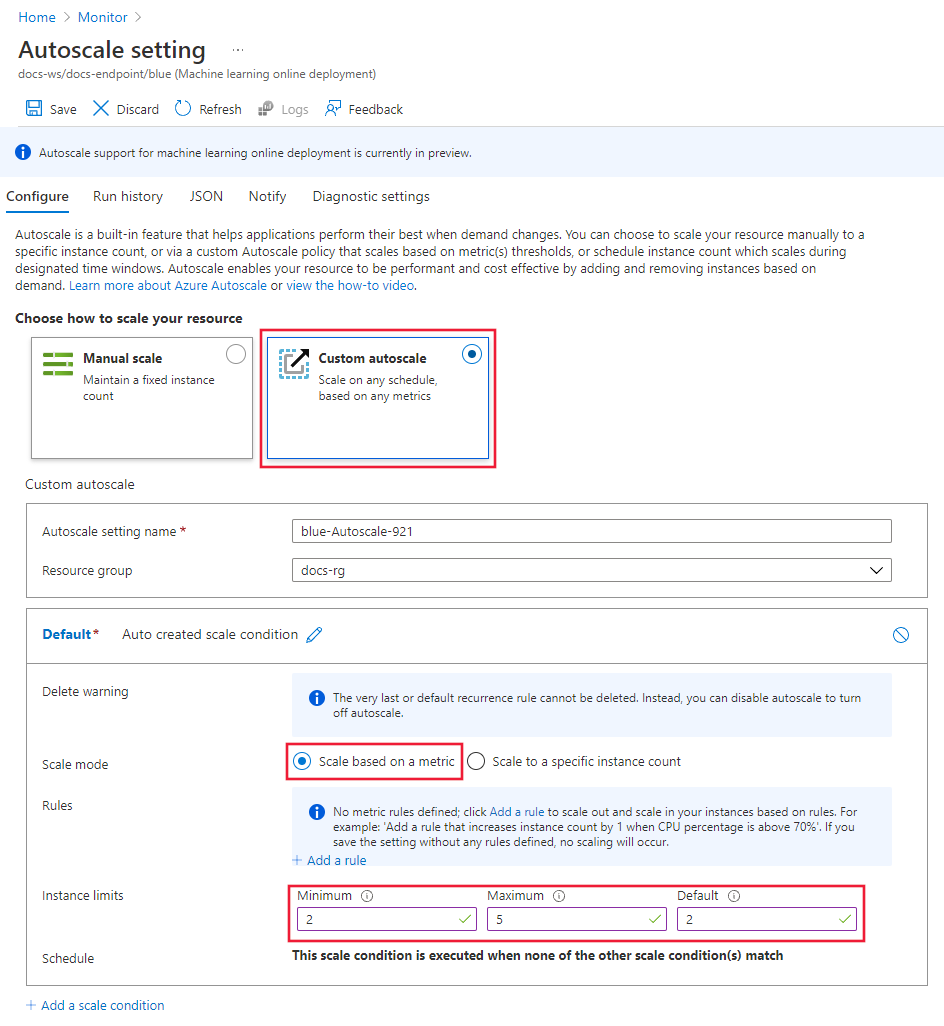 Home > Monitor >
Autoscale setting ...
docs-ws/docs-endpoint/blue (Machine learning online deployment)
Save Discard Refresh Logs Feedback
Autoscale support for machine learning online deployment is currently in preview.
Configure Run history JSON Notify Diagnostic settings
Autoscale is a built-in feature that helps applications perform their best when demand changes. You can choose to scale your resource manually to a
specific instance count, or via a custom Autoscale policy that scales based on metric(s) thresholds, or schedule instance count which scales during
designated time windows. Autoscale enables your resource to be performant and cost effective by adding and removing instances based on
demand. Learn more about Azure Autoscale or view the how-to video.
Choose how to scale your resource
Manual scale
Maintain a fixed instance
count
Custom autoscale
Scale on any schedule,
based on any metrics
Custom autoscale
Autoscale setting name * blue-Autoscale-921
Resource group docs-rg
Default* Auto created scale condition
Delete warning
The very last or default recurrence rule cannot be deleted. Instead, you can disable autoscale to turn
off autoscale.
Scale mode Scale based on a metric Scale to a specific instance count
Rules
No metric rules defined; click Add a rule to scale out and scale in your instances based on rules. For
example: 'Add a rule that increases instance count by 1 when CPU percentage is above 70%'. If you
save the setting without any rules defined, no scaling will occur.
+ Add a rule
Instance limits Minimum Maximum Default
2 5 2
Schedule This scale condition is executed when none of the other scale condition(s) match
+ Add a scale condition